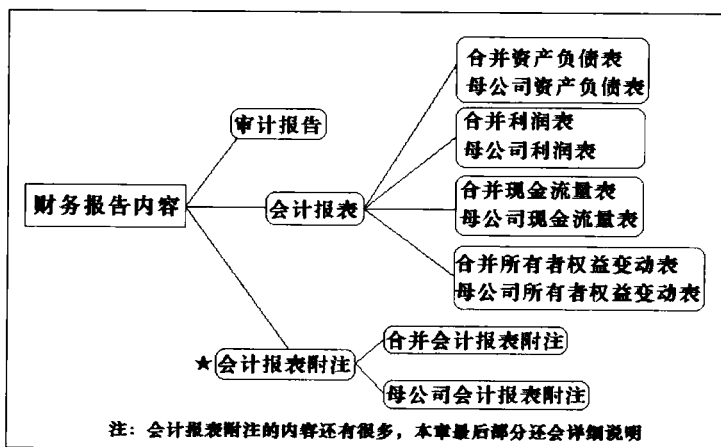 合并资产负债表
母公司资产负债表
审计报告
合并利润表
母公司利润表
财务报告内容
会计报表
合并现金流量表
母公司现金流量表
合并所有者权益变动表
母公司所有者权益变动表
★会计报表附注
合并会计报表附注
母公司会计报表附注
注：会计报表附注的内容还有很多，本章最后部分还会详细说明